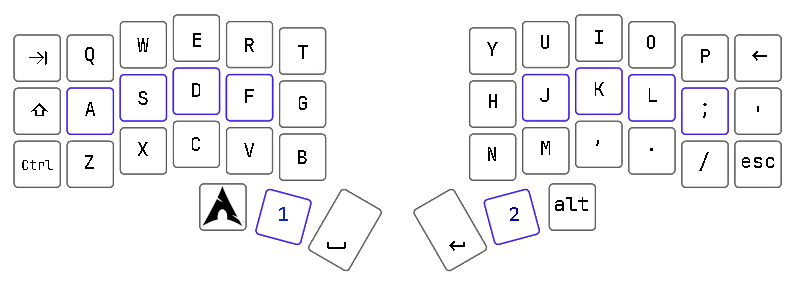 Q W E R T Y U I O P
A S D F G H J K L ; '
Ctrl Z X C V B N M , . / esc
1 2 alt